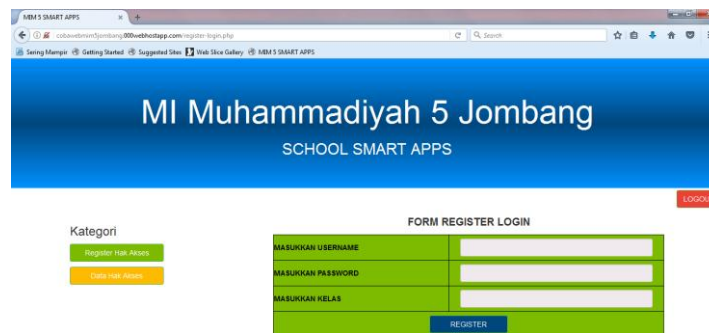 MIM 5 SMART APPS
cobawebmim5jombang.000webhostapp.com/register-login.php
Search
Sering Mampir Getting Started Suggested Sites Web Slice Gallery MIM 5 SMART APPS
MI Muhammadiyah 5 Jombang
SCHOOL SMART APPS
LOGOU
Kategori
Register Hak Akses
Data Hak Akses
FORM REGISTER LOGIN
MASUKKAN USERNAME
MASUKKAN PASSWORD
MASUKKAN KELAS
REGISTER